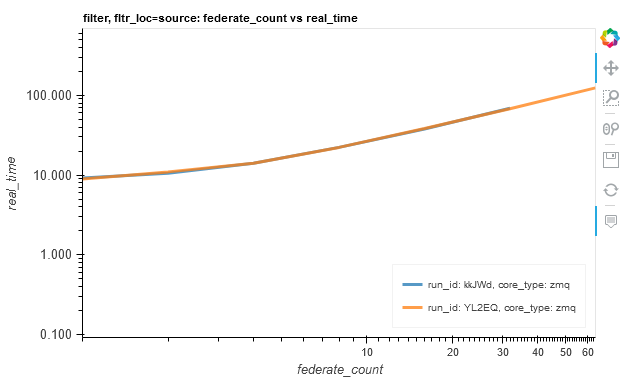 filter, fltr_loc=source: federate_count vs real_time
real_time
100.000
10.000
1.000
0.100
run_id: kkJWd, core_type: zmq
run_id: YL2EQ, core_type: zmq
10 20 30 40 50 60
federate_count